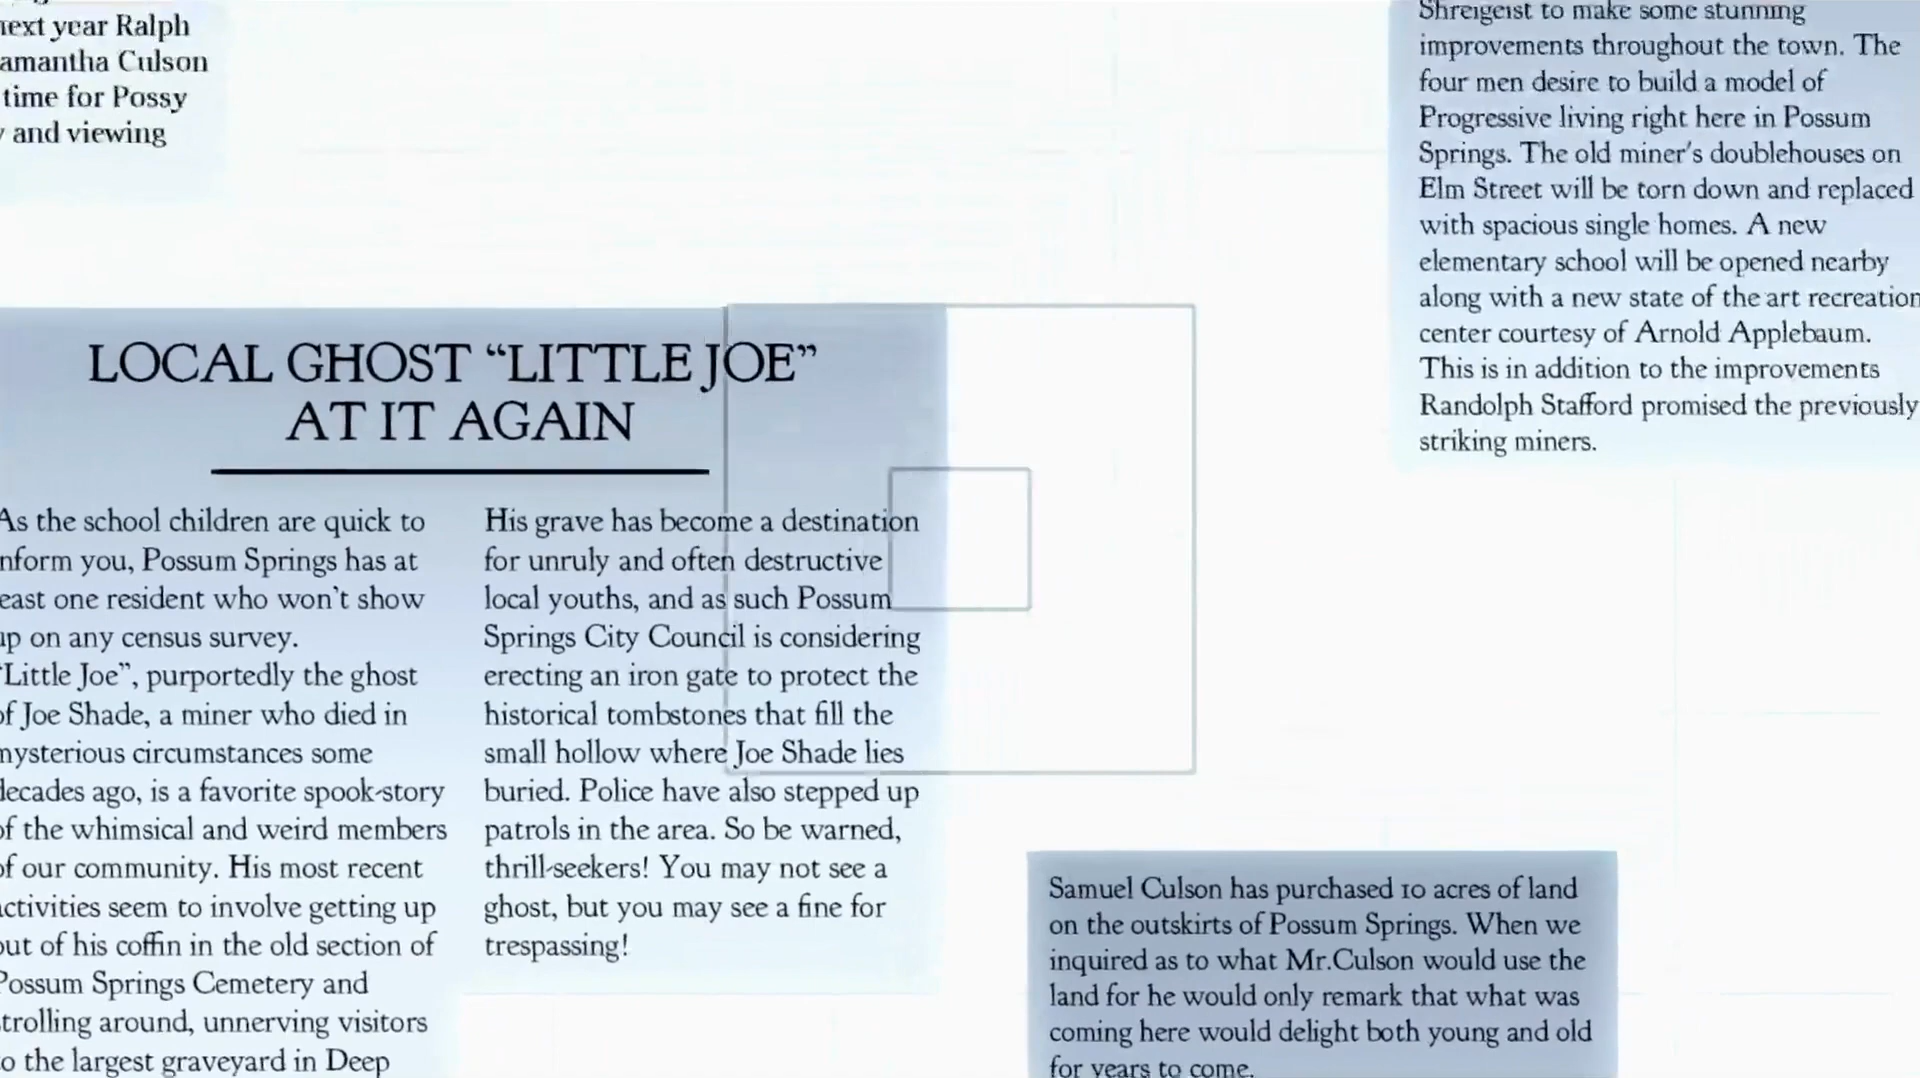 next year Ralph
Samantha Culson
time for Possy
and viewing
LOCAL GHOST “LITTLE JOE”
AT IT AGAIN
As the school children are quick to
inform you, Possum Springs has at
least one resident who won't show
up on any census survey.
“Little Joe”, purportedly the ghost
of Joe Shade, a miner who died in
mysterious circumstances some
decades ago, is a favorite spook-story
of the whimsical and weird members
of our community. His most recent
activities seem to involve getting up
out of his coffin in the old section of
Possum Springs Cemetery and
strolling around, unnerving visitors
to the largest graveyard in Deep
His grave has become a destination
for unruly and often destructive
local youths, and as such Possum
Springs City Council is considering
erecting an iron gate to protect the
historical tombstones that fill the
small hollow where Joe Shade lies
buried. Police have also stepped up
patrols in the area. So be warned,
thrill-seekers! You may not see a
ghost, but you may see a fine for
trespassing!
Shreigeist to make some stunning
improvements throughout the town. The
four men desire to build a model of
Progressive living right here in Possum
Springs. The old miner's doublehouses on
Elm Street will be torn down and replaced
with spacious single homes. A new
elementary school will be opened nearby
along with a new state of the art recreation
center courtesy of Arnold Applebaum.
This is in addition to the improvements
Randolph Stafford promised the previously
striking miners.
Samuel Culson has purchased 10 acres of land
on the outskirts of Possum Springs. When we
inquired as to what Mr.Culson would use the
land for he would only remark that what was
coming here would delight both young and old
for years to come.